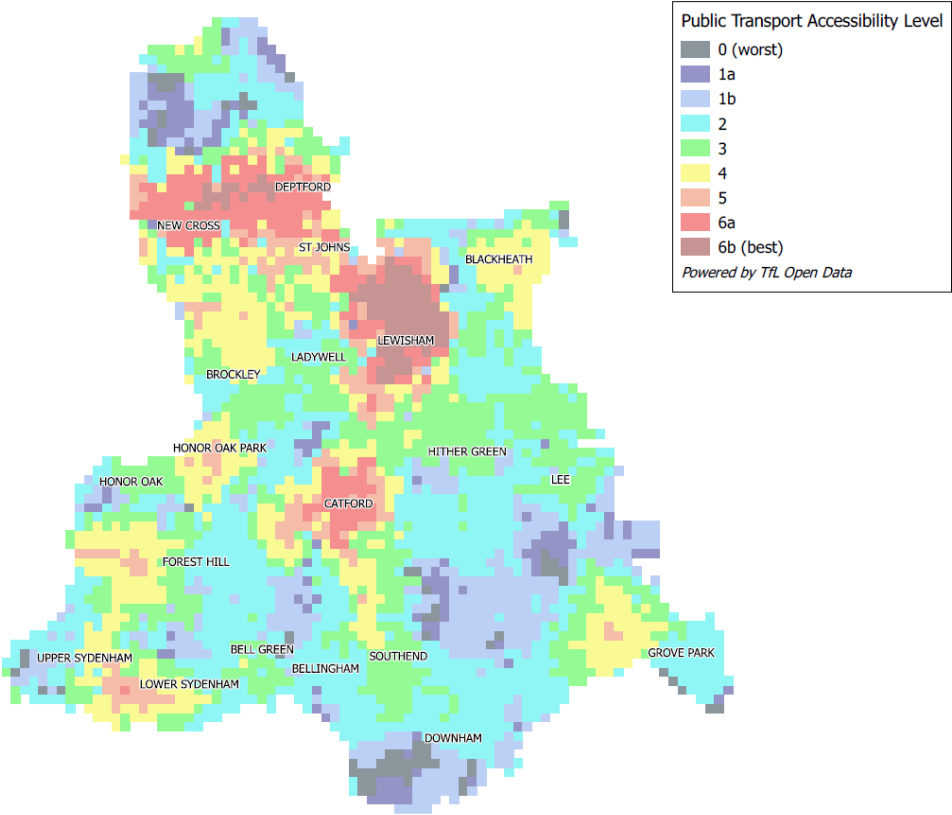 Public Transport Accessibility Level
0 (worst)
1a
1b
2
3
4
5
6a
6b (best)
Powered by TfL Open Data
DEPTFORD
NEW CROSS
ST JOHNS
BLACKHEATH
LEWISHAM
LADYWELL
BROCKLEY
HONOR OAK PARK
HITHER GREEN
HONOR OAK
LEE
CATFORD
FOREST HILL
BELL GREEN
GROVE PARK
UPPER SYDENHAM
SOUTHEND
BELLINGHAM
LOWER SYDENHAM
DOWNHAM